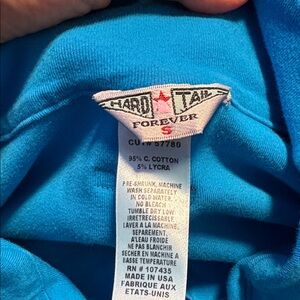 HARD TAIL
FOREVER
S
CUT# 57780
95% C. COTTON
5% LYCRA
PRE-SHRUNK, MACHINE
WASH SEPARATELY
IN COLD WATER.
NO BLEACH
TUMBLE DRY LOW
IRRETRECISSABLE
LAVER A LA MACHINE,
SEPAREMENT.
A'EAU FROIDE
NE PAS BLANCHIR
SECHER EN MACHINE A
BASSE TEMPERATURE
RN # 107435
MADE IN USA
FABRIQUE AUX
ETATS-UNIS